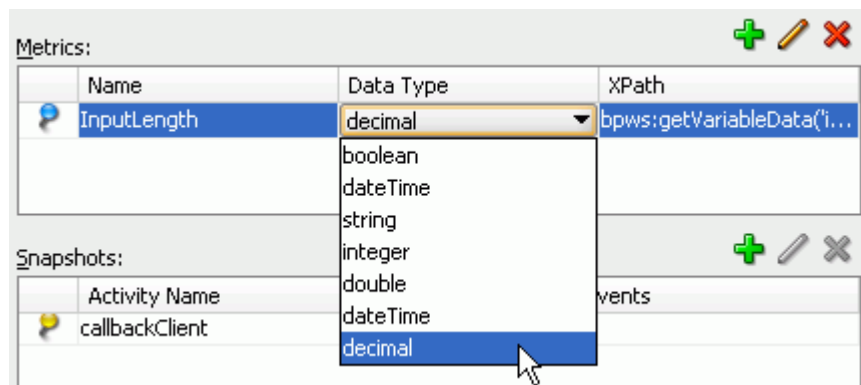 Metrics:
Name Data Type XPath
InputLength decimal bpws:getVariableData('i...
boolean
dateTime
string
integer
double
dateTime
decimal
Snapshots:
Activity Name vents
callbackClient